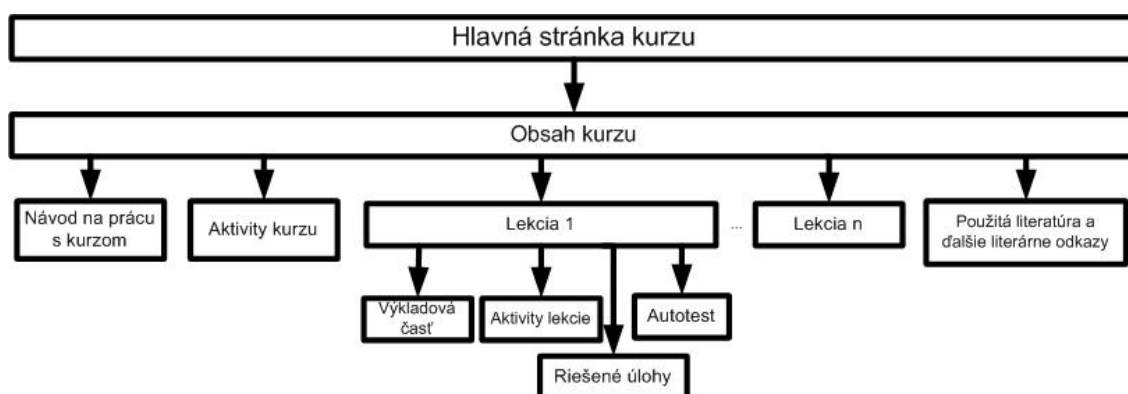 Hlavná stránka kurzu
Obsah kurzu
Návod na prácu
s kurzom
Aktivity kurzu
Lekcia 1
...
Lekcia n
Použitá literatúra a
ďalšie literárne odkazy
Výkladová
časť
Aktivity lekcie
Autotest
Riešené úlohy